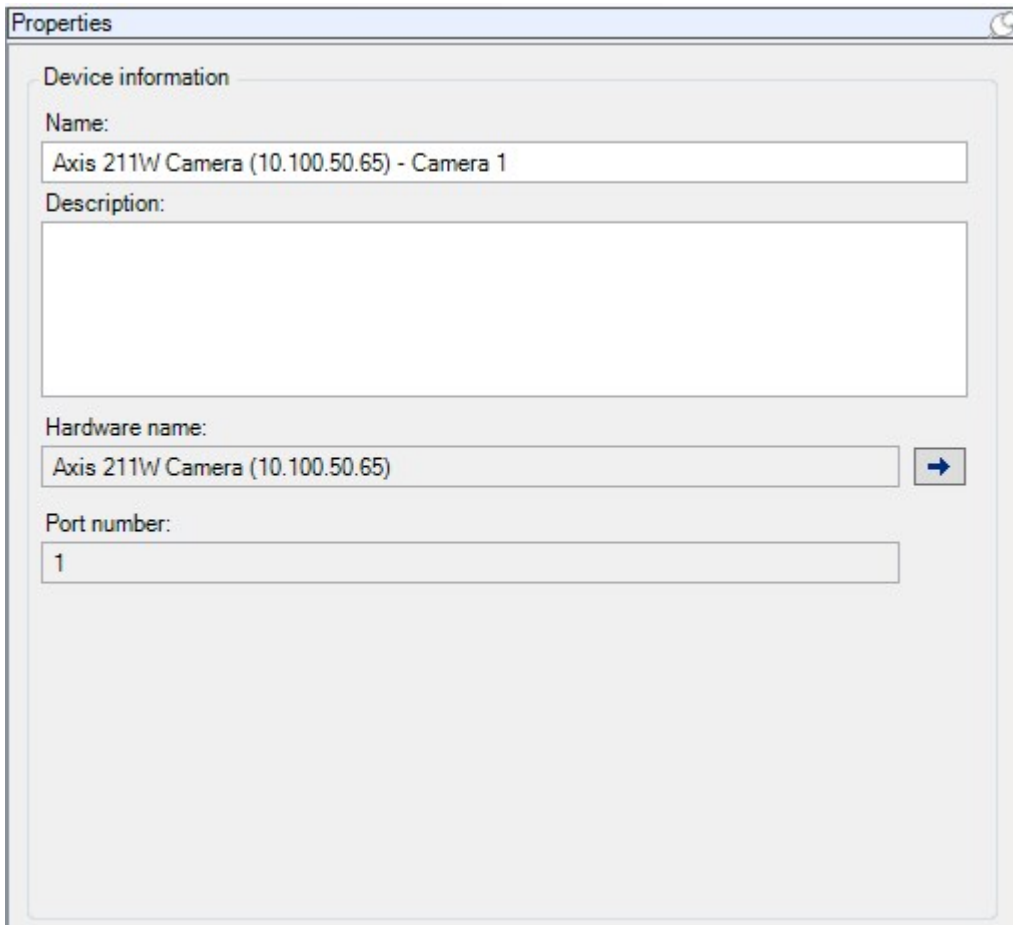 Properties
Device information
Name:
Axis 211W Camera (10.100.50.65) - Camera 1
Description:
Hardware name:
Axis 211W Camera (10.100.50.65)
Port number:
1